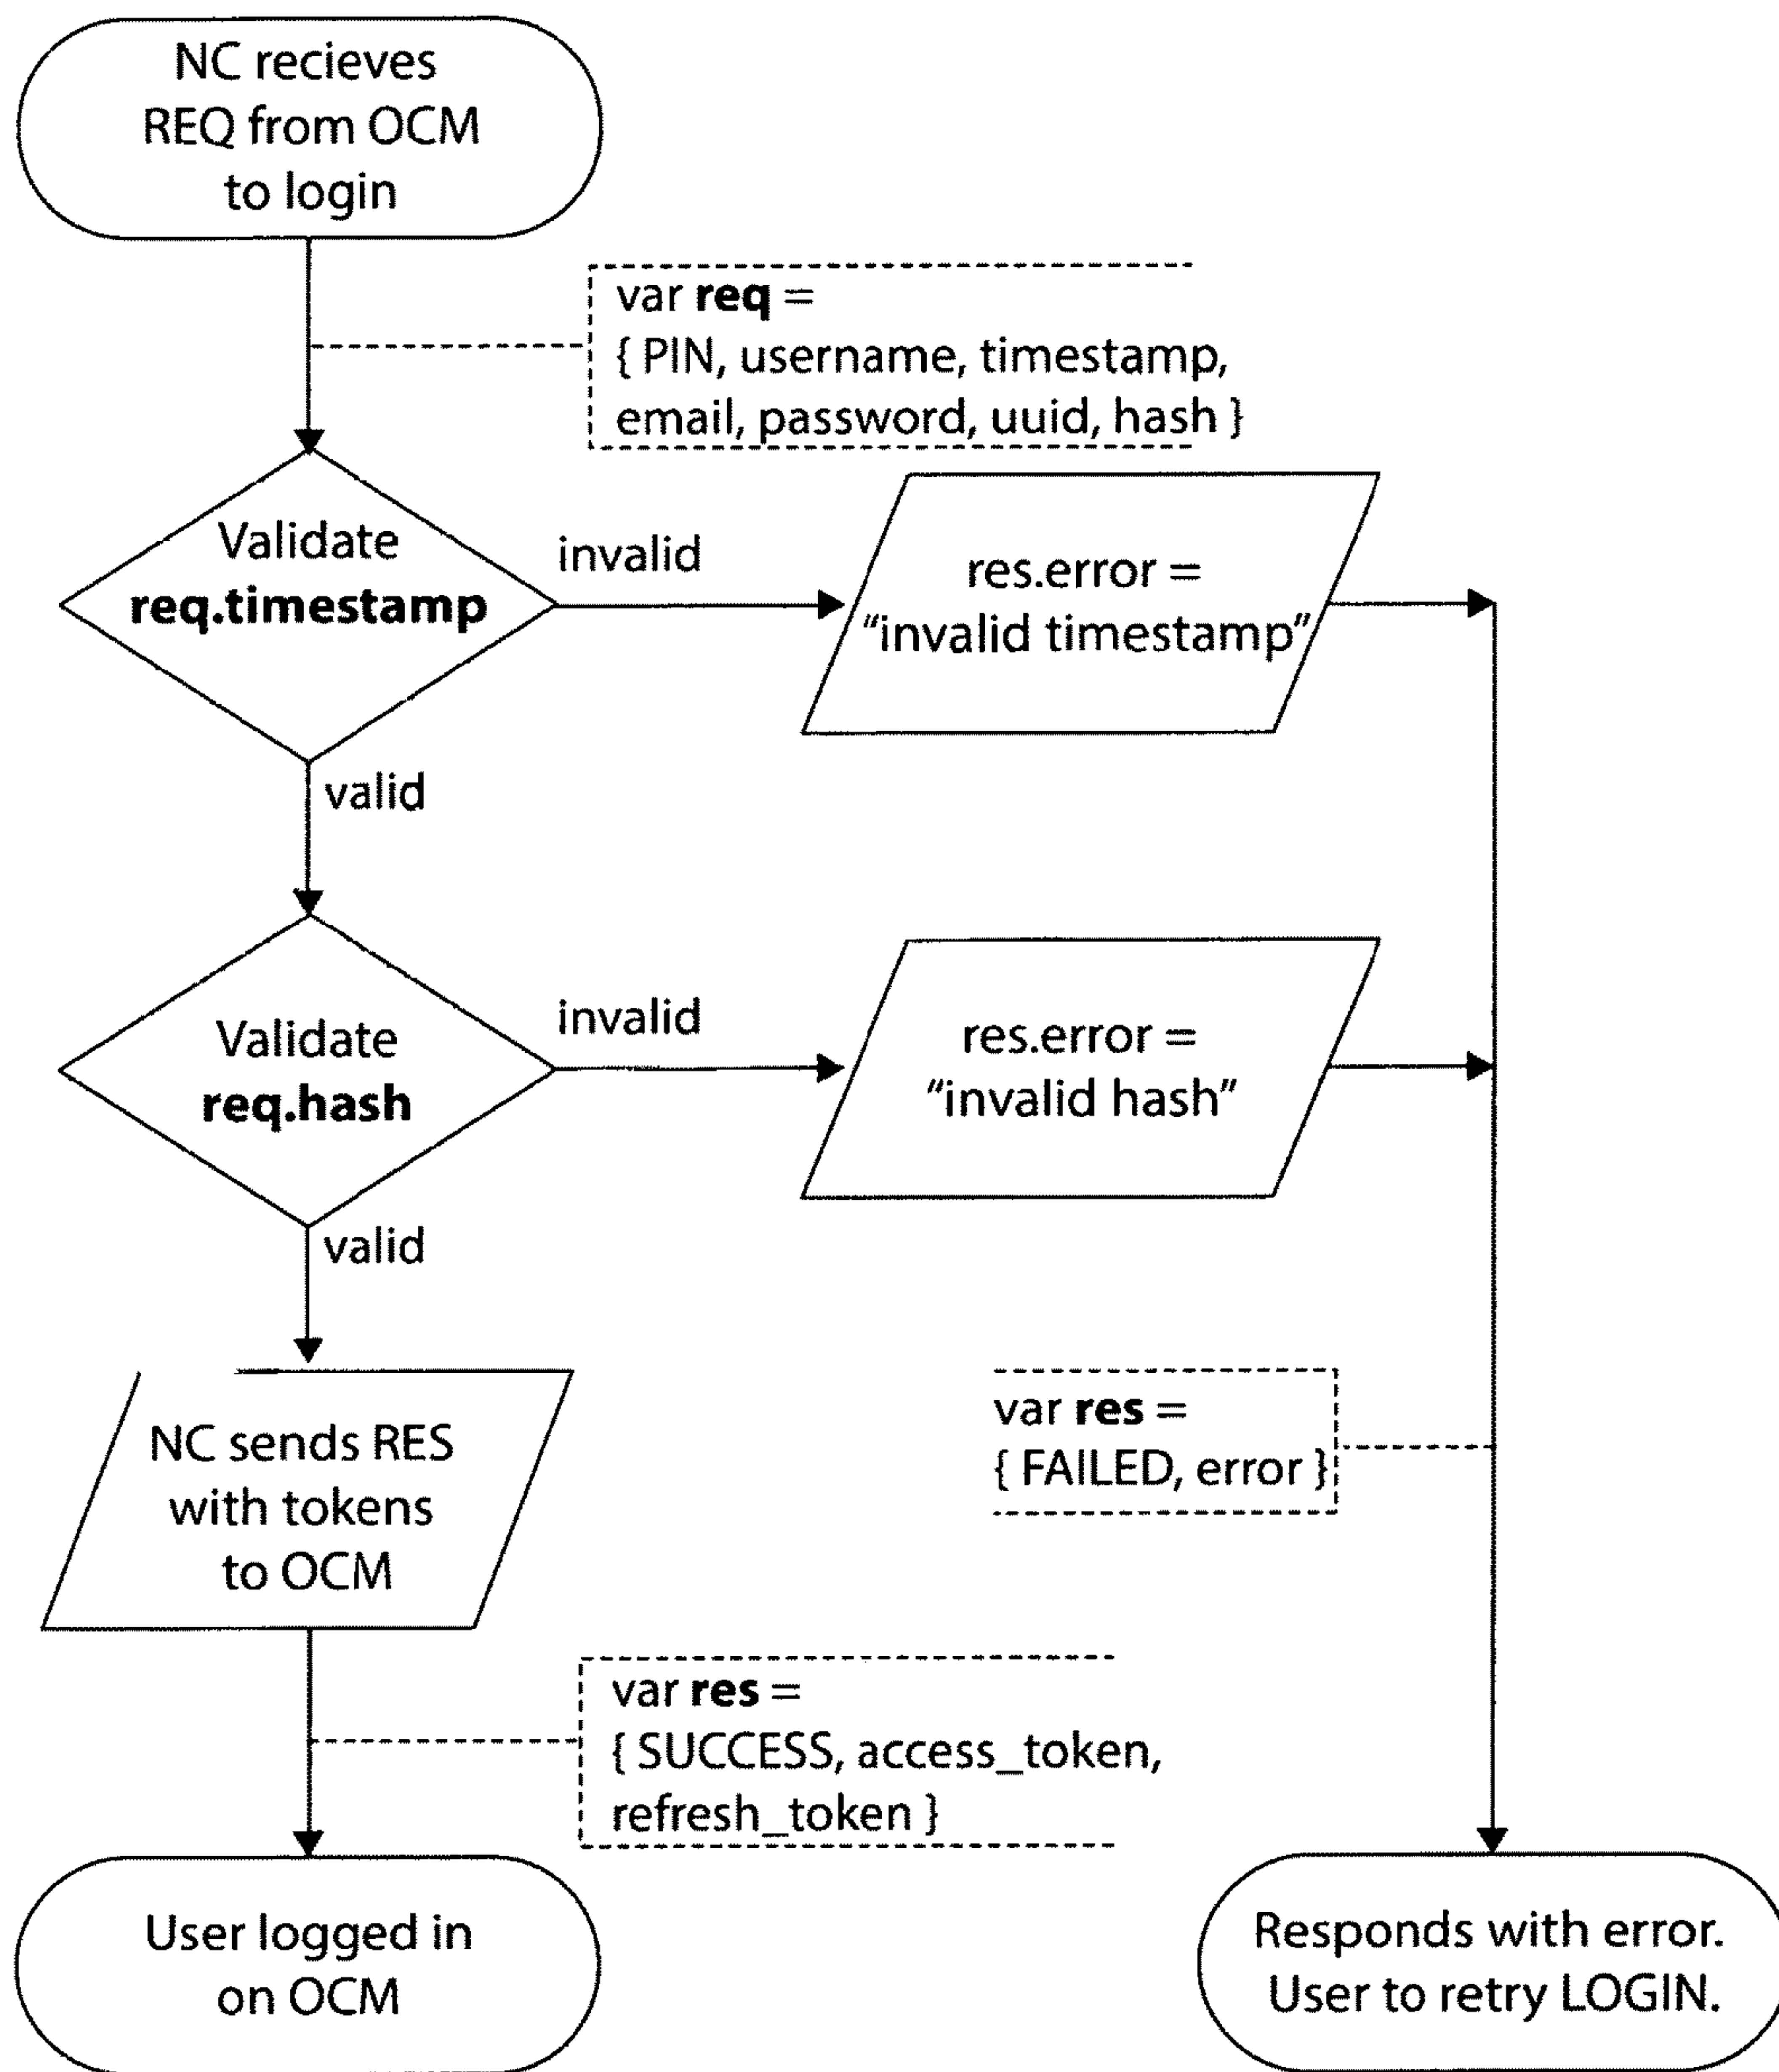 NC recieves
REQ from OCM
to login
var req =
{ PIN, username, timestamp,
email, password, uuid, hash }
Validate
req.timestamp
invalid
res.error =
“invalid timestamp”
valid
Validate
req.hash
invalid
res.error =
“invalid hash”
valid
NC sends RES
with tokens
to OCM
var res =
{ FAILED, error }
var res =
{ SUCCESS, access_token,
refresh_token }
User logged in
on OCM
Responds with error.
User to retry LOGIN.